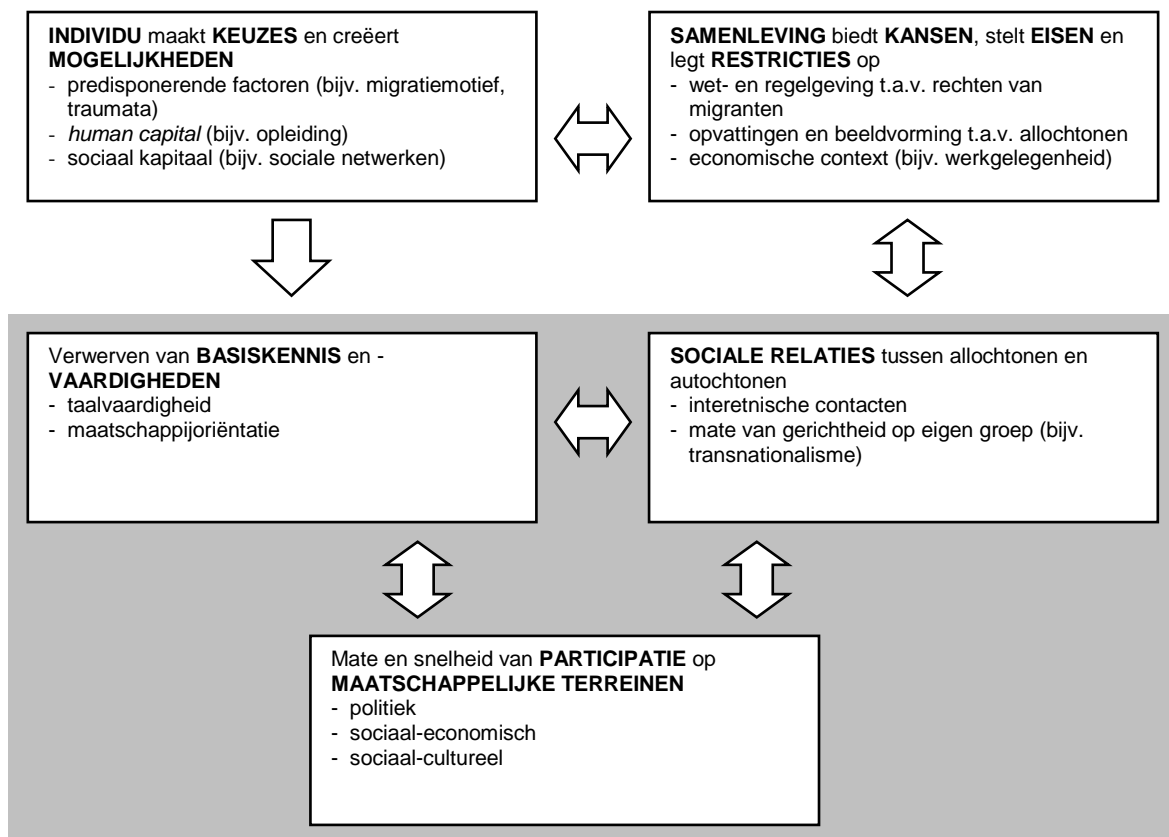 INDIVIDU maakt KEUZES en creëert
MOGELIJKHEDEN
- predisponerende factoren (bijv. migratiemotief,
traumata)
- human capital (bijv. opleiding)
- sociaal kapitaal (bijv. sociale netwerken)
SAMENLEVING biedt KANSEN, stelt EISEN en
legt RESTRICTIES op
- wet- en regelgeving t.a.v. rechten van
migranten
- opvattingen en beeldvorming t.a.v. allochtonen
- economische context (bijv. werkgelegenheid)
Verwerven van BASISKENNIS en -
VAARDIGHEDEN
- taalvaardigheid
- maatschappijoriëntatie
SOCIALE RELATIES tussen allochtonen en
autochtonen
- interetnische contacten
- mate van gerichtheid op eigen groep (bijv.
transnationalisme)
Mate en snelheid van PARTICIPATIE op
MAATSCHAPPELIJKE TERREINEN
- politiek
- sociaal-economisch
- sociaal-cultureel